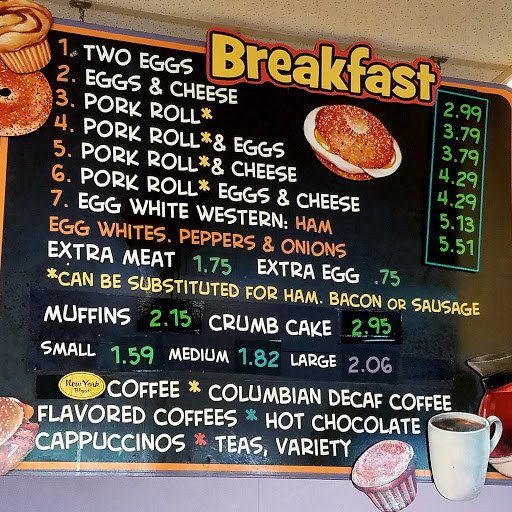 Breakfast
1. TWO EGGS 2.99
2. EGGS & CHEESE 3.79
3. PORK ROLL* 3.79
4. PORK ROLL* & EGGS 4.29
5. PORK ROLL* & CHEESE 4.29
6. PORK ROLL* EGGS & CHEESE 5.13
7. EGG WHITE WESTERN: HAM 5.51
EGG WHITES. PEPPERS & ONIONS
EXTRA MEAT 1.75 EXTRA EGG .75
*CAN BE SUBSTITUTED FOR HAM. BACON OR SAUSAGE
MUFFINS 2.15 CRUMB CAKE 2.95
SMALL 1.59 MEDIUM 1.82 LARGE 2.06
New York COFFEE * COLUMBIAN DECAF COFFEE
FLAVORED COFFEES * HOT CHOCOLATE
CAPPUCCINOS * TEAS, VARIETY